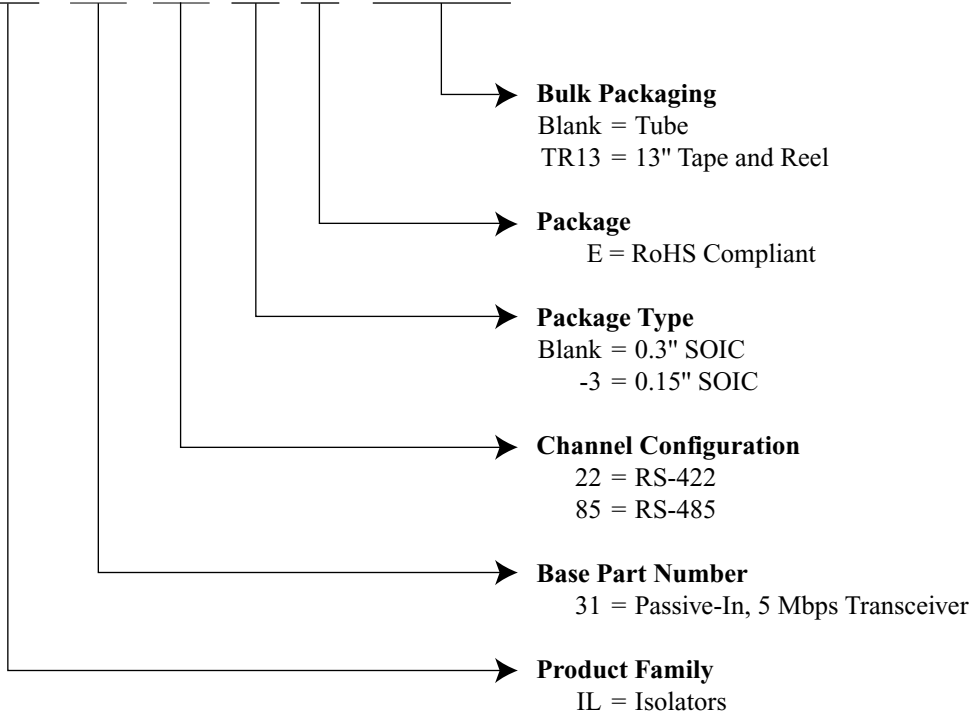 Bulk Packaging
Blank = Tube
TR13 = 13" Tape and Reel
Package
E = RoHS Compliant
Package Type
Blank = 0.3" SOIC
-3 = 0.15" SOIC
Channel Configuration
22 = RS-422
85 = RS-485
Base Part Number
31 = Passive-In, 5 Mbps Transceiver
Product Family
IL = Isolators